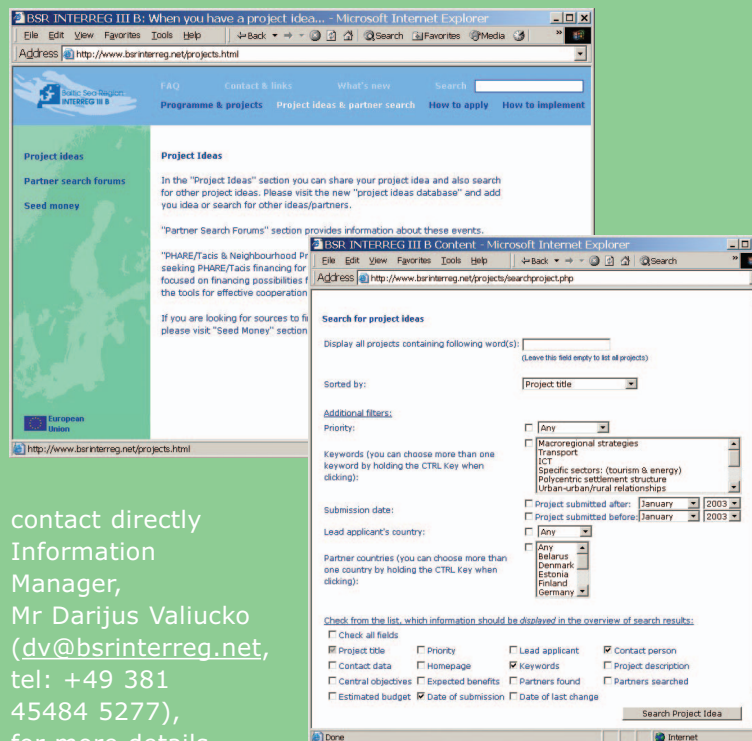 BSR INTERREG III B: When you have a project idea... - Microsoft Internet Explorer
File Edit View Favorites Tools Help Back Search Favorites Media »
Address http://www.bsrinterreg.net/projects.html
Baltic Sea Region
INTERREG III B
FAQ Contact & links What's new Search
Programme & projects Project ideas & partner search How to apply How to implement
Project ideas
Partner search forums
Seed money
Project Ideas
In the "Project Ideas" section you can share your project idea and also search
for other project ideas. Please visit the new "project ideas database" and add
you idea or search for other ideas/partners.
"Partner Search Forums" section provides information about these events.
"PHARE/Tacis & Neighbourhood Pr
seeking PHARE/Tacis financing for
focused on financing possibilities f
the tools for effective cooperation
If you are looking for sources to fi
please visit "Seed Money" section
European
Union
http://www.bsrinterreg.net/projects.html
BSR INTERREG III B Content - Microsoft Internet Explorer
File Edit View Favorites Tools Help Back Search »
Address http://www.bsrinterreg.net/projects/searchproject.php
Search for project ideas
Display all projects containing following word(s):
(Leave this field empty to list all projects)
Sorted by: Project title
Additional filters:
Priority: Any
Keywords (you can choose more than one
keyword by holding the CTRL Key when
clicking):
Macroregional strategies
Transport
ICT
Specific sectors: (tourism & energy)
Polycentric settlement structure
Urban-urban/rural relationships
Submission date:
Project submitted after: January 2003
Project submitted before: January 2003
Lead applicant's country: Any
Partner countries (you can choose more than
one country by holding the CTRL Key when
clicking):
Any
Belarus
Denmark
Estonia
Finland
Germany
Check from the list, which information should be displayed in the overview of search results:
Check all fields
Project title Priority Lead applicant Contact person
Contact data Homepage Keywords Project description
Central objectives Expected benefits Partners found Partners searched
Estimated budget Date of submission Date of last change
Search Project Idea
Done Internet
contact directly
Information
Manager,
Mr Darijus Valiucko
(dv@bsrinterreg.net,
tel: +49 381
45484 5277),
for more details